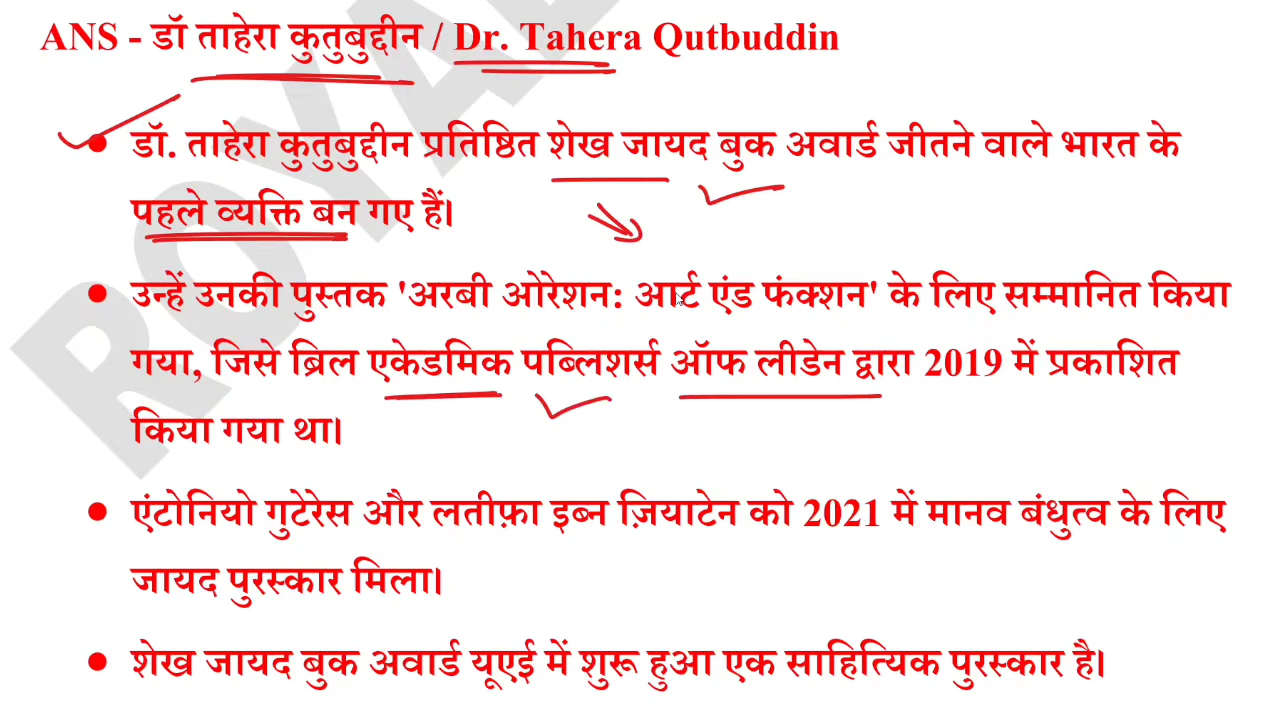 ANS - डॉ ताहेरा कुतुबुद्दीन / Dr. Tahera Qutbuddin
• डॉ. ताहेरा कुतुबुद्दीन प्रतिष्ठित शेख जायद बुक अवार्ड जीतने वाले भारत के
पहले व्यक्ति बन गए हैं।
• उन्हें उनकी पुस्तक 'अरबी ओरेशन: आर्ट एंड फंक्शन' के लिए सम्मानित किया
गया, जिसे ब्रिल एकेडमिक पब्लिशर्स ऑफ लीडेन द्वारा 2019 में प्रकाशित
किया गया था।
• एंटोनियो गुटेरेस और लतीफ़ा इब्न ज़ियाटेन को 2021 में मानव बंधुत्व के लिए
जायद पुरस्कार मिला।
• शेख जायद बुक अवार्ड यूएई में शुरू हुआ एक साहित्यिक पुरस्कार है।
ROYAL